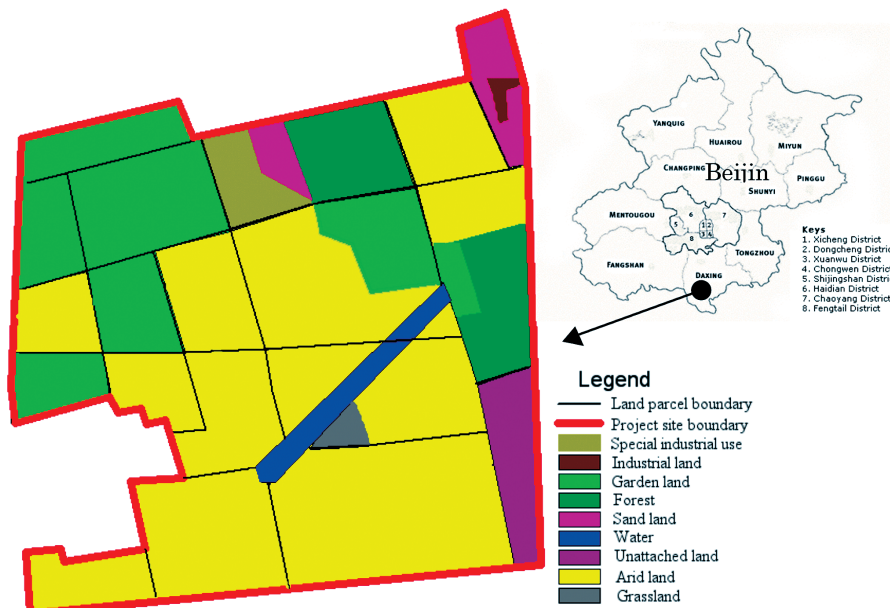 YANQUIG
HUAIROU
MIYUN
CHANGPING
Beijin
PINGGU
SHUNYI
MENTOUGOU
6
7
5
1 2
3 4
8
FANGSHAN
TONGZHOU
DAXING
Keys
1. Xicheng District
2. Dongcheng District
3. Xuanwu District
4. Chongwen District
5. Shijingshan District
6. Haidian District
7. Chaoyang District
8. Fengtail District
Legend
Land parcel boundary
Project site boundary
Special industrial use
Industrial land
Garden land
Forest
Sand land
Water
Unattached land
Arid land
Grassland